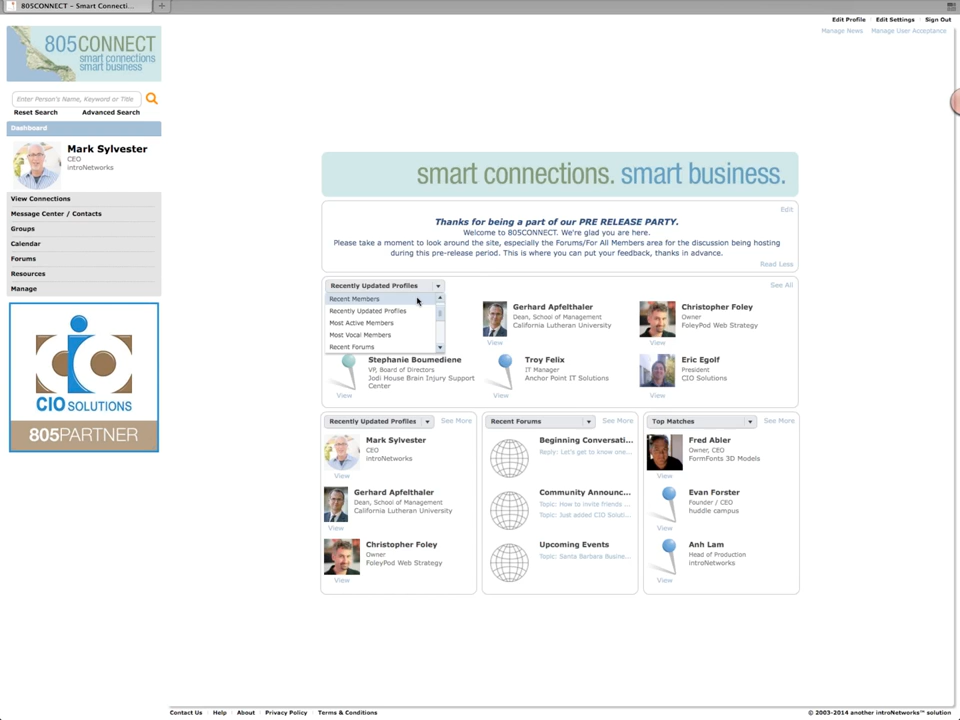 805CONNECT - Smart Connecti...
Edit Profile
Edit Settings
Sign Out
Manage News
Manage User Acceptance
805CONNECT
smart connections
smart business
Enter Person's Name, Keyword or Title
Reset Search
Advanced Search
Dashboard
Mark Sylvester
CEO
introNetworks
View Connections
Message Center / Contacts
Groups
Calendar
Forums
Resources
Manage
CIO SOLUTIONS
805PARTNER
smart connections. smart business.
Edit
Thanks for being a part of our PRE RELEASE PARTY.
Welcome to 805CONNECT. We're glad you are here.
Please take a moment to look around the site, especially the Forums/For All Members area for the discussion being hosting
during this pre-release period. This is where you can put your feedback, thanks in advance.
Read Less
Recently Updated Profiles
See All
Recent Members
Recently Updated Profiles
Most Active Members
Most Vocal Members
Recent Forums
Gerhard Apfelthaler
Dean, School of Management
California Lutheran University
View
Christopher Foley
Owner
FoleyPod Web Strategy
View
Stephanie Boumediene
VP, Board of Directors
Jodi House Brain Injury Support
Center
View
Troy Felix
IT Manager
Anchor Point IT Solutions
View
Eric Egolf
President
CIO Solutions
View
Recently Updated Profiles
See More
Mark Sylvester
CEO
introNetworks
View
Gerhard Apfelthaler
Dean, School of Management
California Lutheran University
View
Christopher Foley
Owner
FoleyPod Web Strategy
View
Recent Forums
See More
Beginning Conversati...
Reply: Let's get to know one...
Community Announc...
Topic: How to invite friends ...
Topic: Just added CIO Soluti...
Upcoming Events
Topic: Santa Barbara Busine...
Top Matches
See More
Fred Abler
Owner, CEO
FormFonts 3D Models
View
Evan Forster
Founder / CEO
huddle campus
View
Anh Lam
Head of Production
introNetworks
View
Contact Us
Help
About
Privacy Policy
Terms & Conditions
© 2003-2014 another introNetworks™ solution